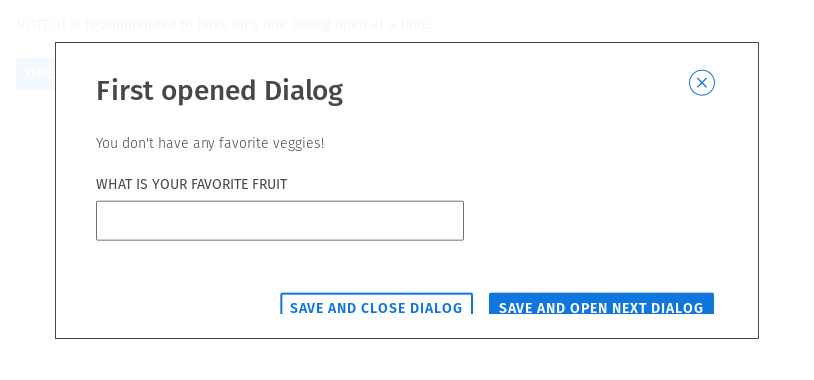 NOTE: It is recommended to have only one Dialog open at a time.
OPE
First opened Dialog
You don't have any favorite veggies!
WHAT IS YOUR FAVORITE FRUIT
SAVE AND CLOSE DIALOG
SAVE AND OPEN NEXT DIALOG